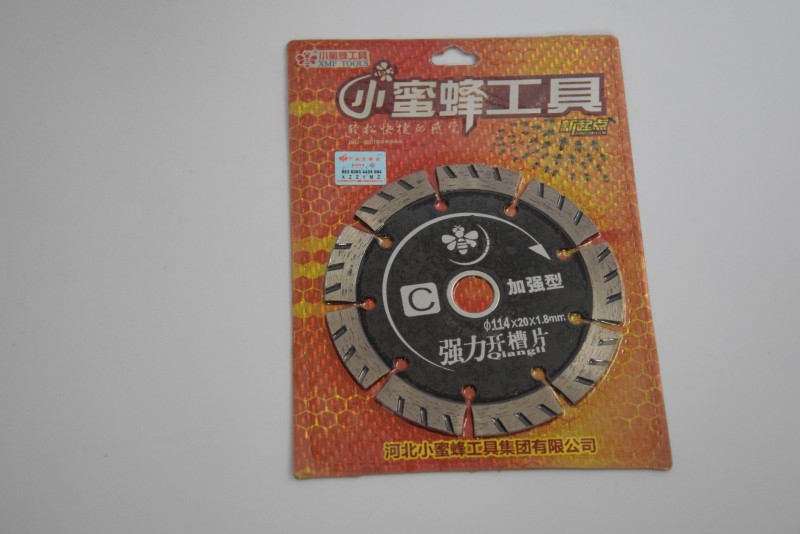 小蜜蜂工具
XMF TOOLS
小蜜蜂工具
轻松快捷的感觉
新起点
XZZYMZ
C
加强型
φ114×20×1.8mm
强力开槽片
Qiangli
河北小蜜蜂工具集团有限公司